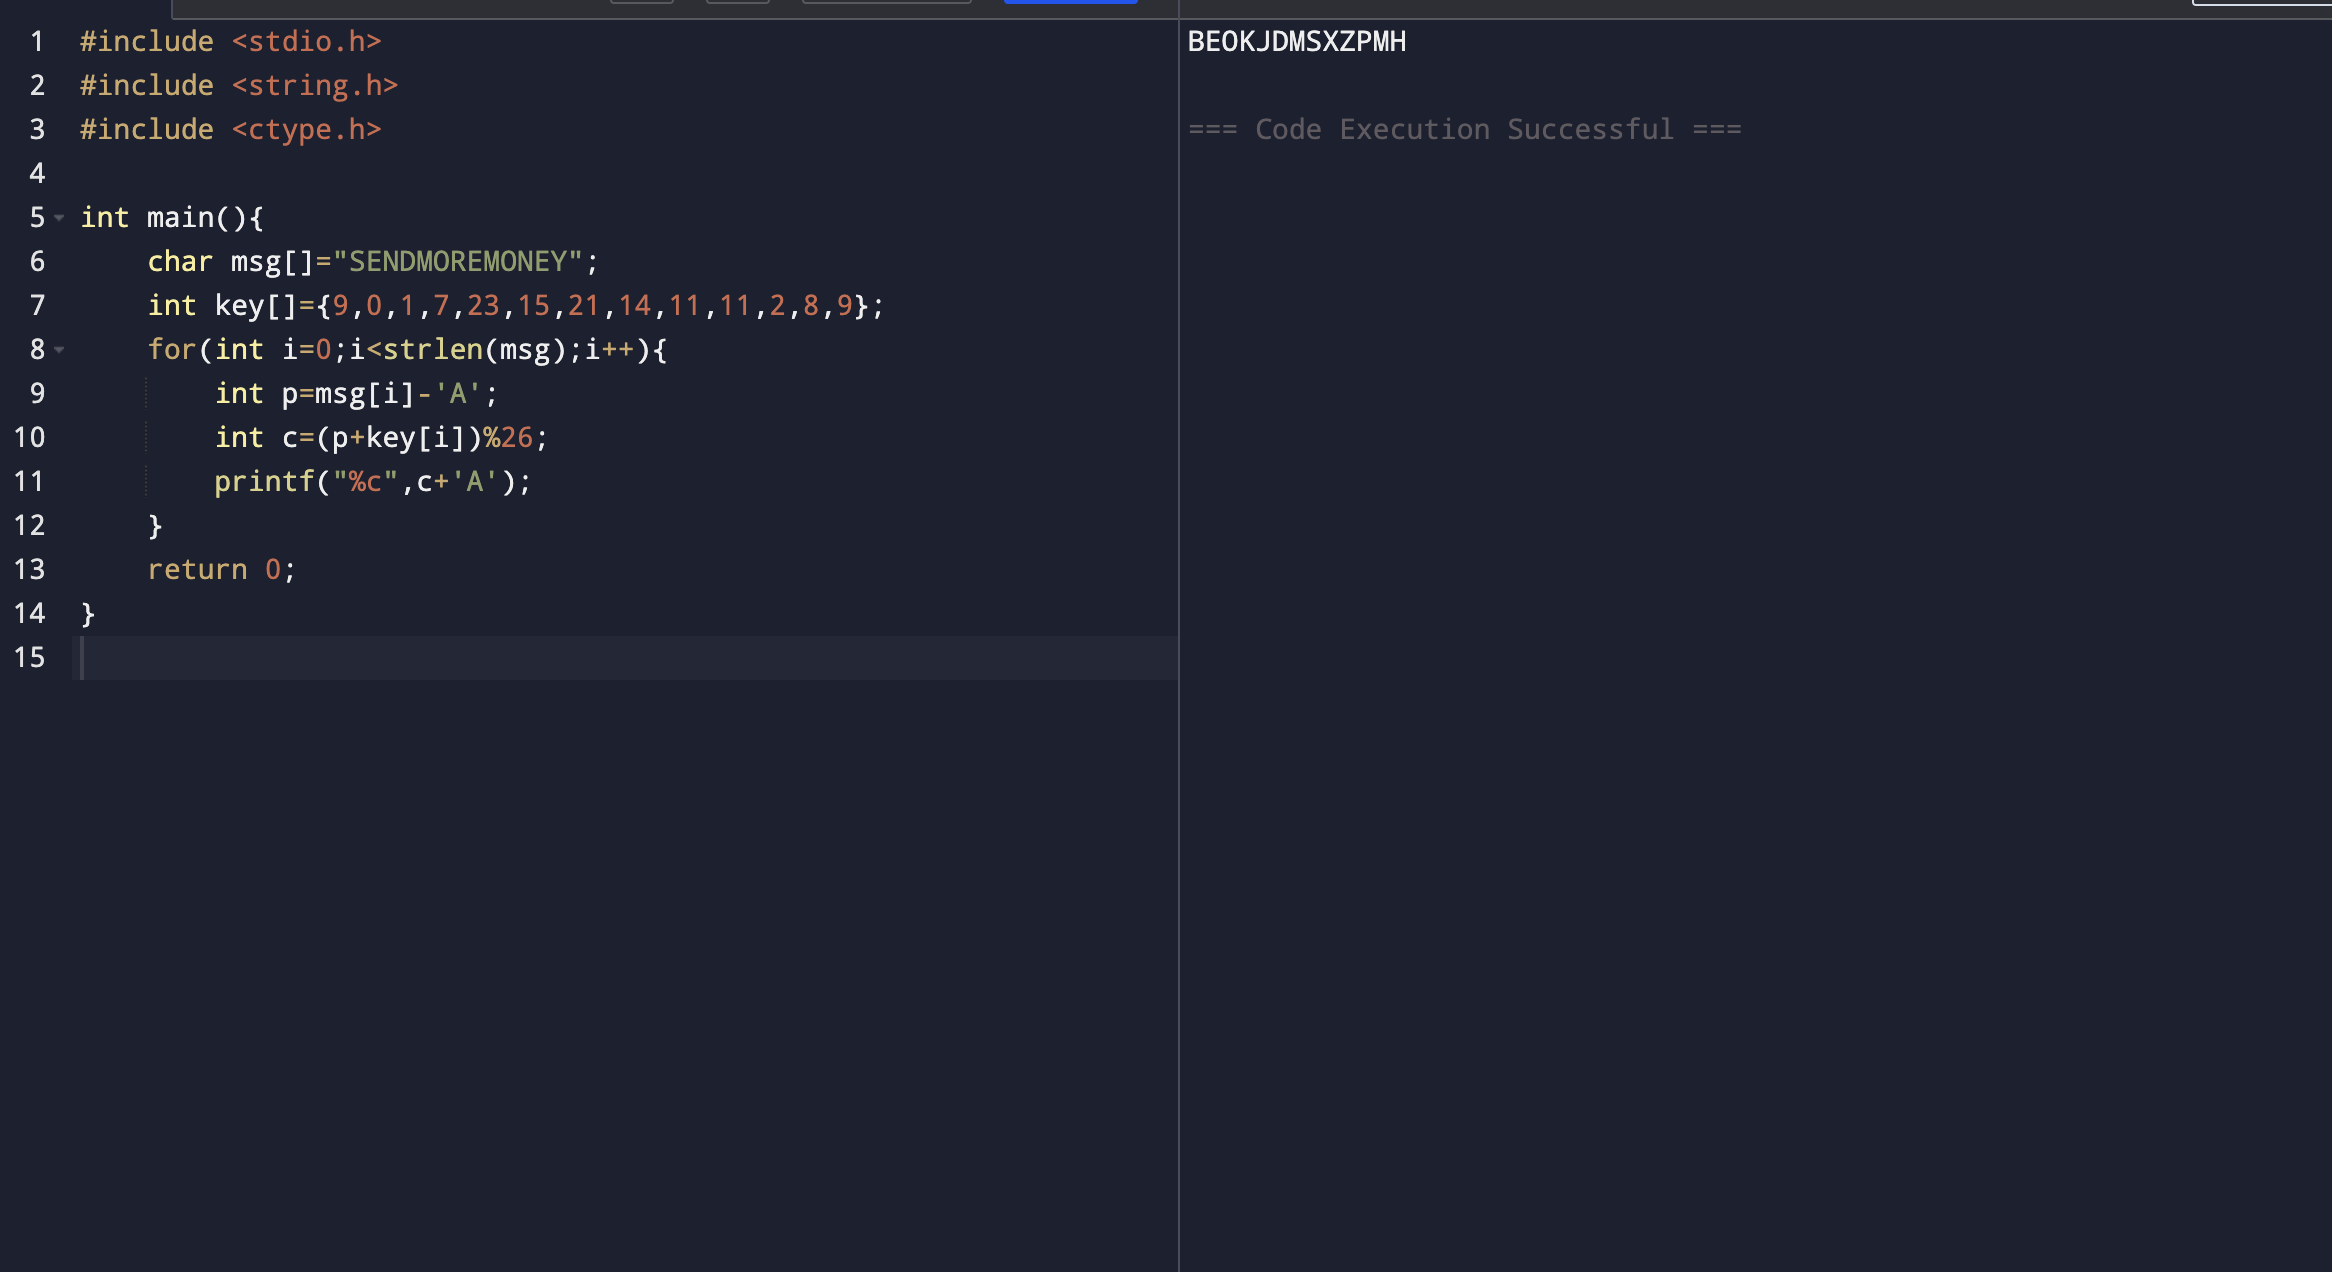 1 #include <stdio.h>
2 #include <string.h>
3 #include <ctype.h>
4
5 int main(){
6     char msg[]="SENDMOREMONEY";
7     int key[]={9,0,1,7,23,15,21,14,11,11,2,8,9};
8     for(int i=0;i<strlen(msg);i++){
9         int p=msg[i]-'A';
10         int c=(p+key[i])%26;
11         printf("%c",c+'A');
12     }
13     return 0;
14 }
15
BEOKJDMSXZPMH
=== Code Execution Successful ===